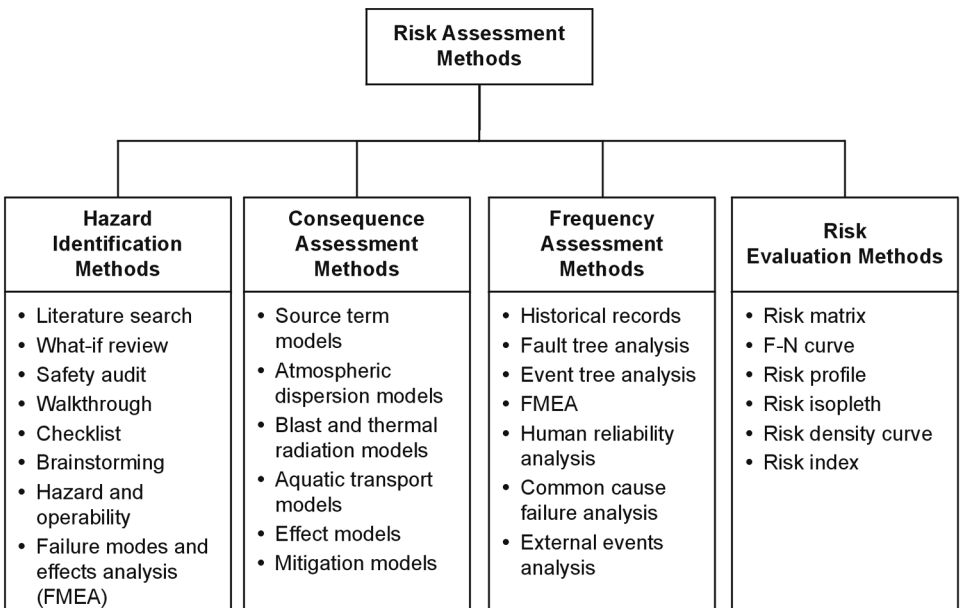 Risk Assessment
Methods
Hazard
Identification
Methods
• Literature search
• What-if review
• Safety audit
• Walkthrough
• Checklist
• Brainstorming
• Hazard and
operability
• Failure modes and
effects analysis
(FMEA)
Consequence
Assessment
Methods
• Source term
models
• Atmospheric
dispersion models
• Blast and thermal
radiation models
• Aquatic transport
models
• Effect models
• Mitigation models
Frequency
Assessment
Methods
• Historical records
• Fault tree analysis
• Event tree analysis
• FMEA
• Human reliability
analysis
• Common cause
failure analysis
• External events
analysis
Risk
Evaluation Methods
• Risk matrix
• F-N curve
• Risk profile
• Risk isopleth
• Risk density curve
• Risk index